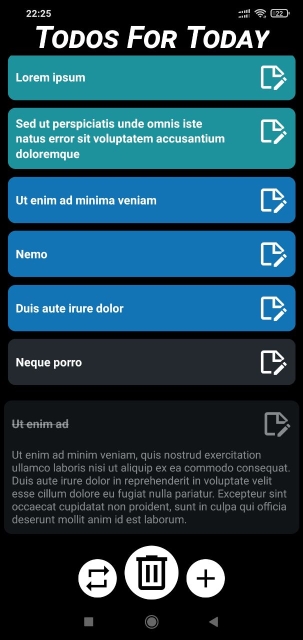 22:25
22
Todos For Today
Lorem ipsum
Sed ut perspiciatis unde omnis iste
natus error sit voluptatem accusantium
doloremque
Ut enim ad minima veniam
Nemo
Duis aute irure dolor
Neque porro
Ut enim ad
Ut enim ad minim veniam, quis nostrud exercitation
ullamco laboris nisi ut aliquip ex ea commodo consequat.
Duis aute irure dolor in reprehenderit in voluptate velit
esse cillum dolore eu fugiat nulla pariatur. Excepteur sint
occaecat cupidatat non proident, sunt in culpa qui officia
deserunt mollit anim id est laborum.